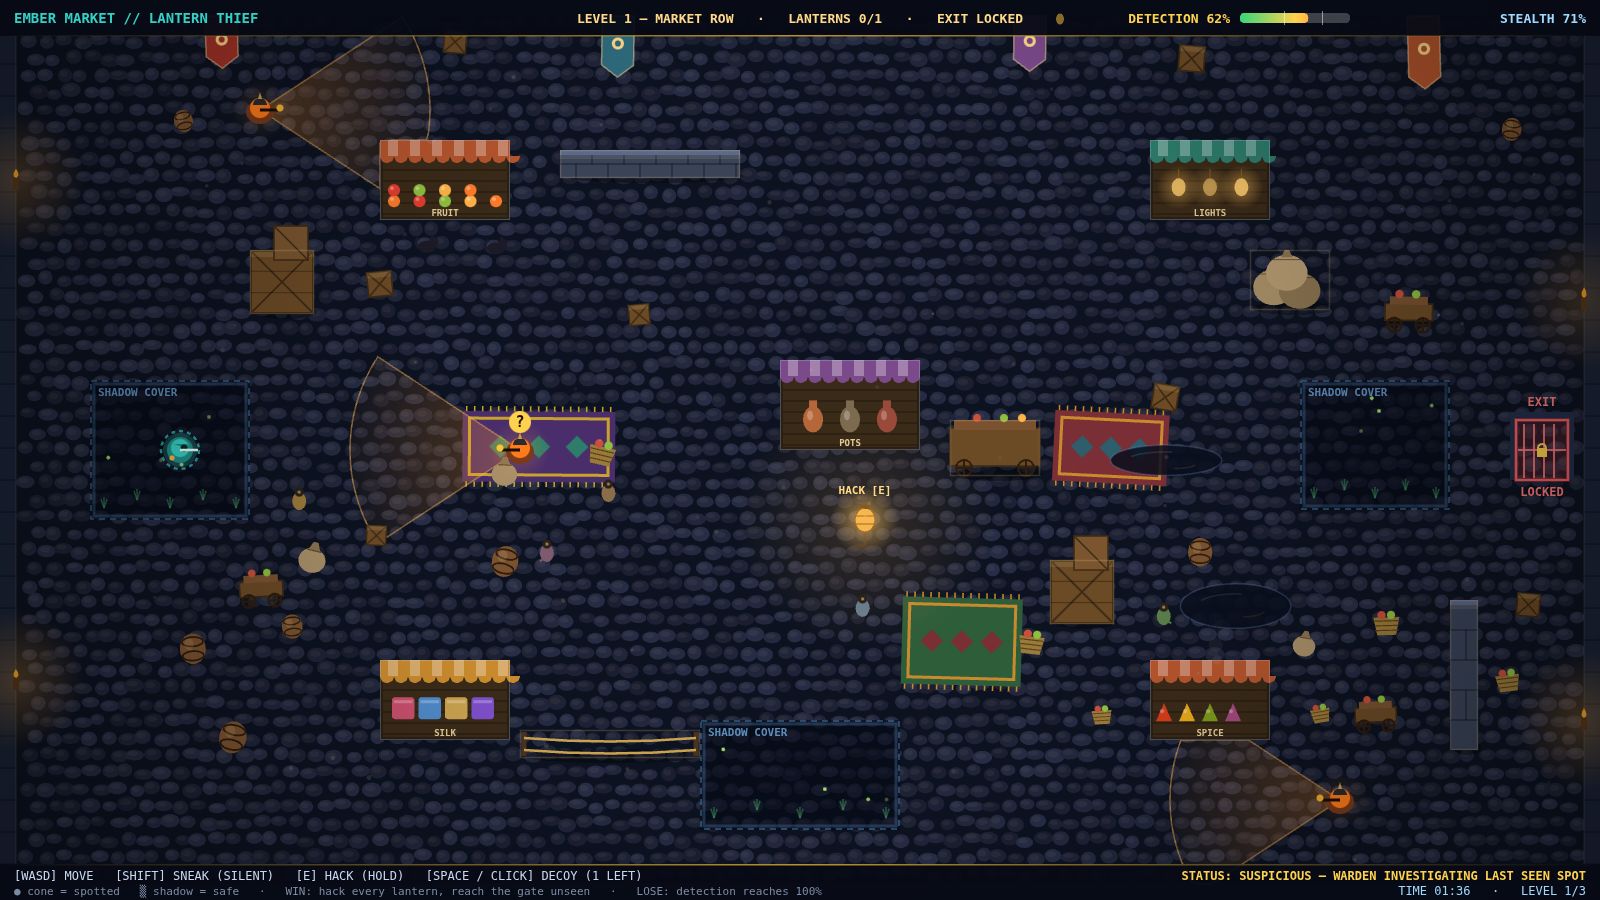 EMBER MARKET // LANTERN THIEF
LEVEL 1 — MARKET ROW · LANTERNS 0/1 · EXIT LOCKED
DETECTION 62%
STEALTH 71%
FRUIT
LIGHTS
SHADOW COVER
?
POTS
SHADOW COVER
EXIT
LOCKED
HACK [E]
SILK
SHADOW COVER
SPICE
[WASD] MOVE [SHIFT] SNEAK (SILENT) [E] HACK (HOLD) [SPACE / CLICK] DECOY (1 LEFT)
STATUS: SUSPICIOUS — WARDEN INVESTIGATING LAST SEEN SPOT
● cone = spotted ▒ shadow = safe · WIN: hack every lantern, reach the gate unseen · LOSE: detection reaches 100%
TIME 01:36 · LEVEL 1/3